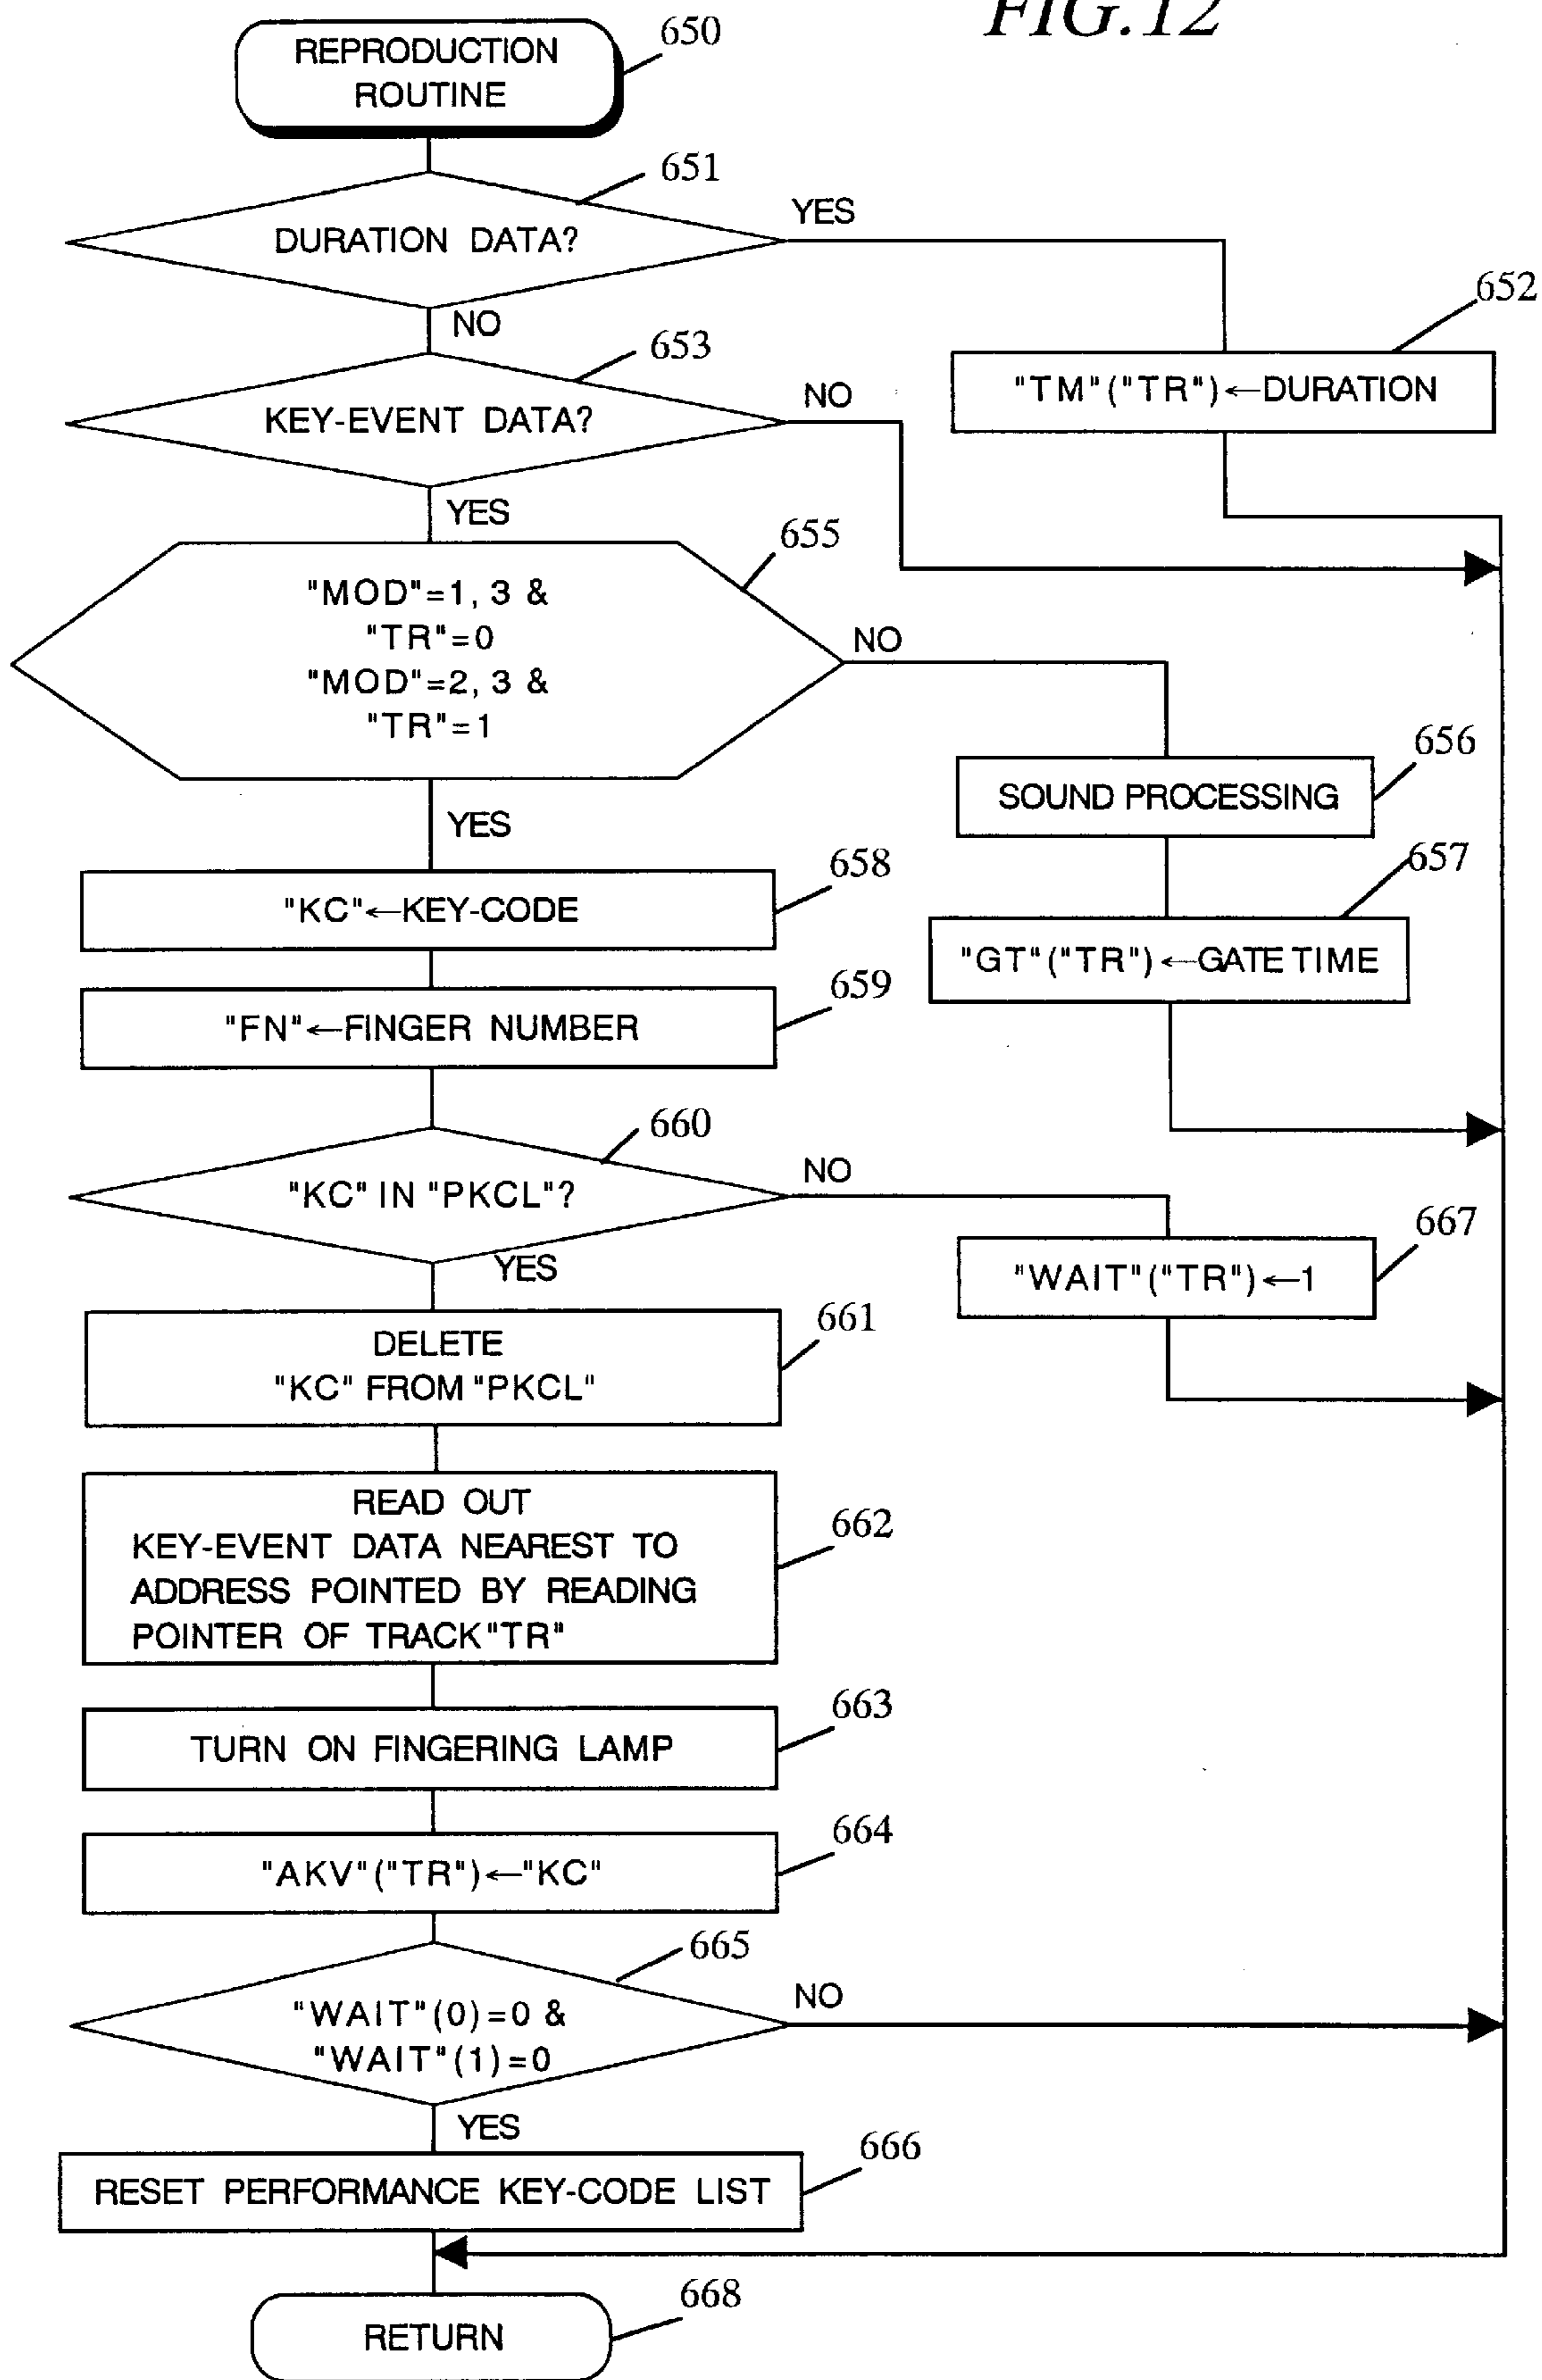 FIG.12
REPRODUCTION
ROUTINE
650
651
DURATION DATA?
YES
NO
652
"TM"("TR")←DURATION
653
KEY-EVENT DATA?
NO
YES
655
"MOD"=1, 3 &
"TR"=0
"MOD"=2, 3 &
"TR"=1
NO
YES
656
SOUND PROCESSING
657
"GT"("TR")←GATE TIME
658
"KC"←KEY-CODE
659
"FN"←FINGER NUMBER
660
"KC" IN "PKCL"?
NO
YES
667
"WAIT"("TR")←1
661
DELETE
"KC" FROM "PKCL"
662
READ OUT
KEY-EVENT DATA NEAREST TO
ADDRESS POINTED BY READING
POINTER OF TRACK"TR"
663
TURN ON FINGERING LAMP
664
"AKV"("TR")←"KC"
665
"WAIT"(0)=0 &
"WAIT"(1)=0
NO
YES
666
RESET PERFORMANCE KEY-CODE LIST
668
RETURN